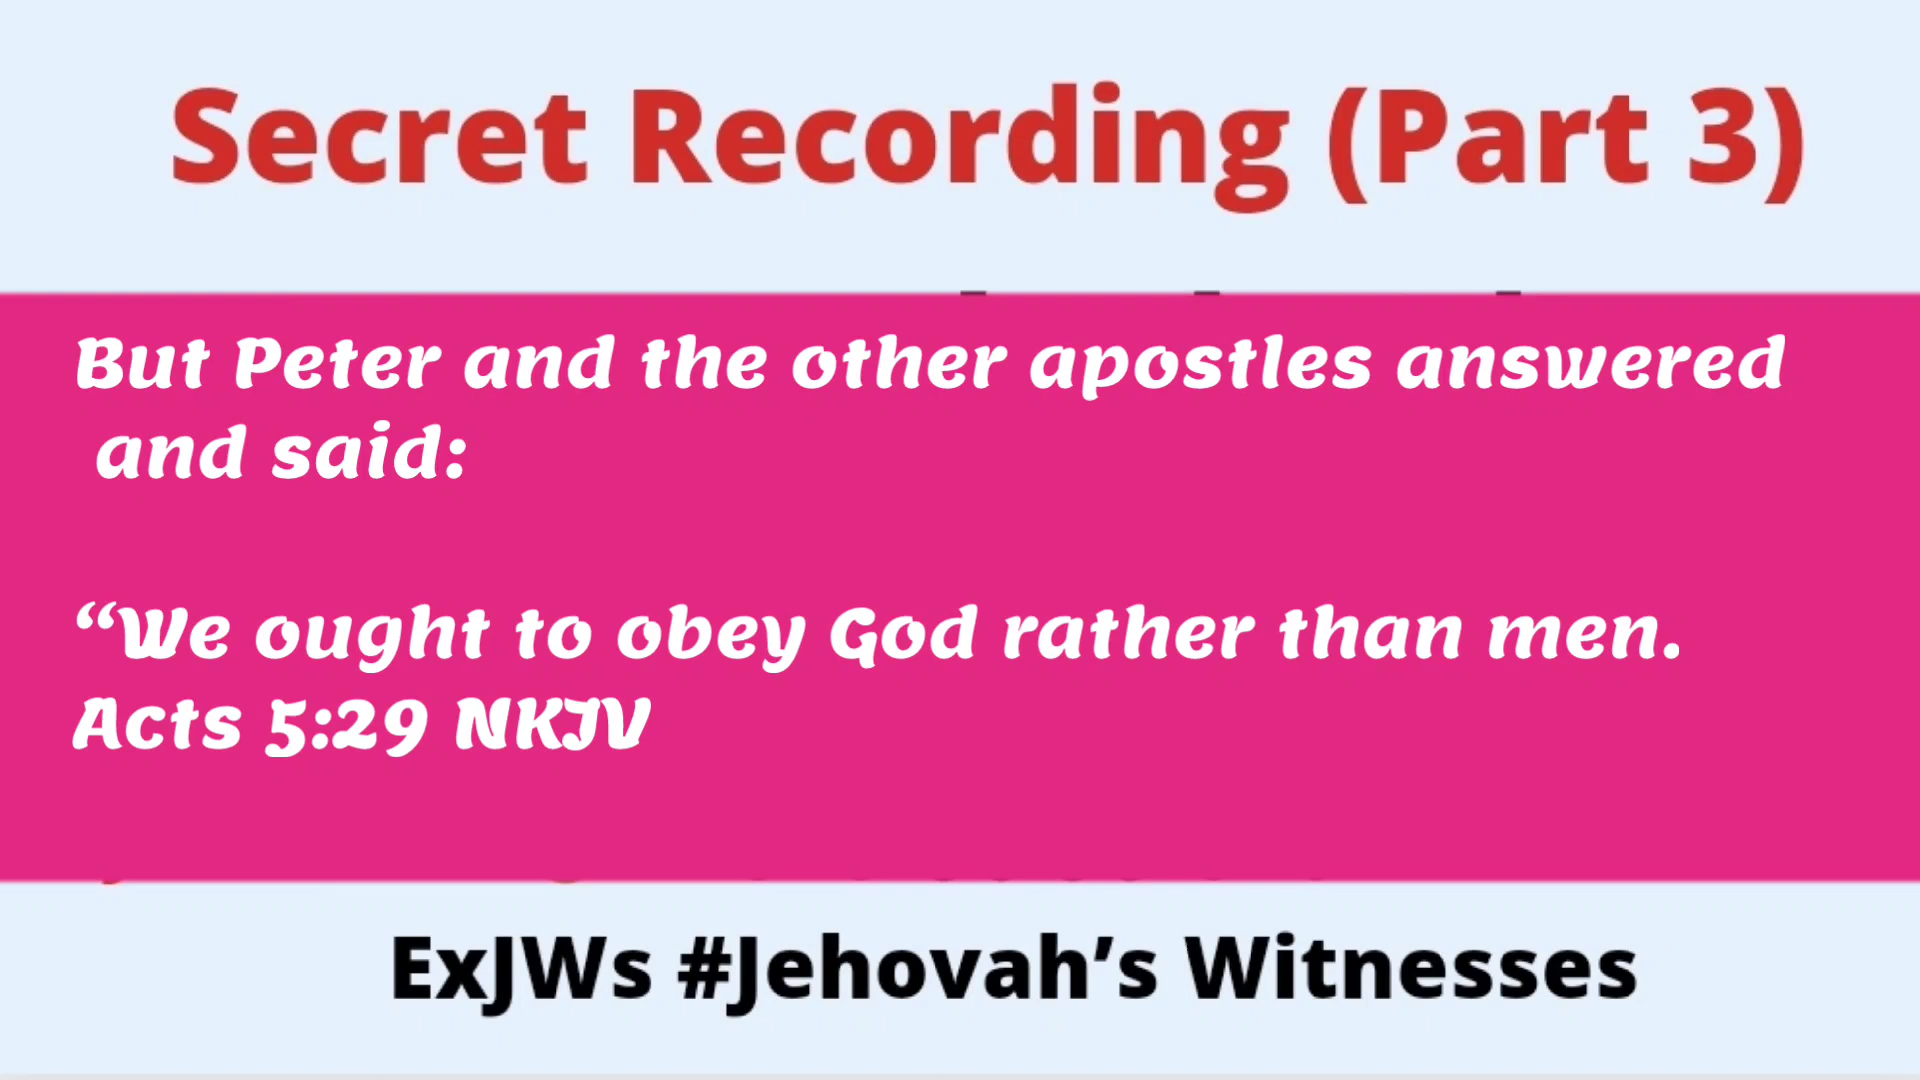 Secret Recording (Part 3)
But Peter and the other apostles answered
and said:
“We ought to obey God rather than men.
Acts 5:29 NKJV
ExJWs #Jehovah’s Witnesses